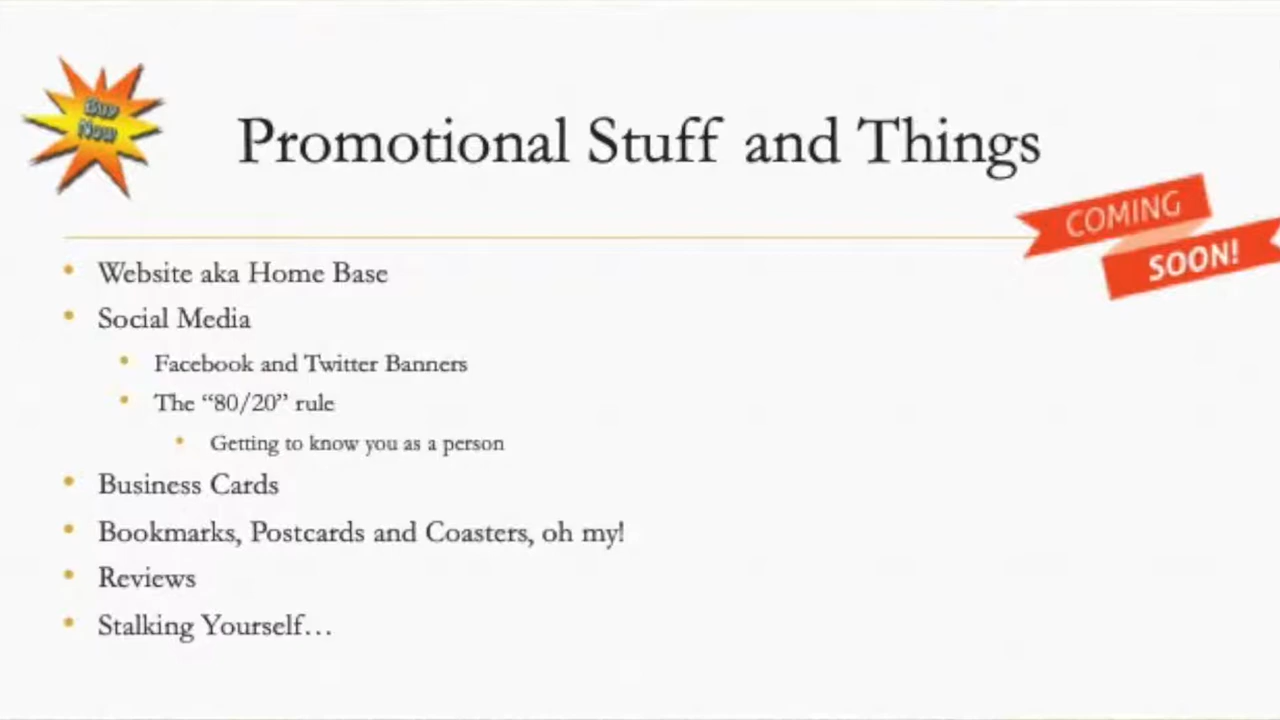 Buy
Now
Promotional Stuff and Things
COMING
SOON!
• Website aka Home Base
• Social Media
• Facebook and Twitter Banners
• The “80/20” rule
• Getting to know you as a person
• Business Cards
• Bookmarks, Postcards and Coasters, oh my!
• Reviews
• Stalking Yourself…